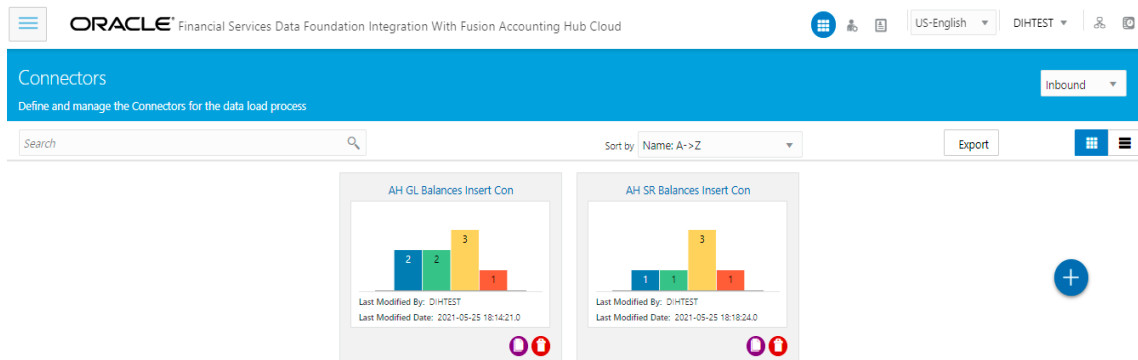 ORACLE® Financial Services Data Foundation Integration With Fusion Accounting Hub Cloud
US-English
DIHTEST
Connectors
Define and manage the Connectors for the data load process
Inbound
Search
Sort by Name: A->Z
Export
AH GL Balances Insert Con
2 2 3 1
Last Modified By: DIHTEST
Last Modified Date: 2021-05-25 18:14:21.0
AH SR Balances Insert Con
1 1 3 1
Last Modified By: DIHTEST
Last Modified Date: 2021-05-25 18:18:24.0